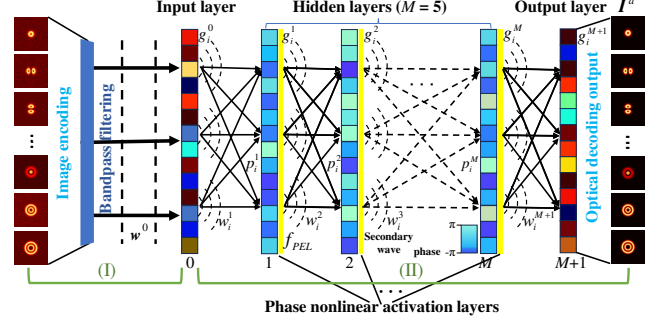 Input layer
Hidden layers (M = 5)
Output layer
I^a
g_i^0
g_i^1
g_i^2
g_i^M
g_i^{M+1}
Image encoding
Bandpass filtering
w^0
...
...
...
p_i^1
p_i^2
p_i^M
w_i^1
w_i^2
w_i^3
w_i^{M+1}
f_PEL
Secondary
wave
phase
π
-π
Optical decoding output
0
1
2
M
M+1
(I)
(II)
...
Phase nonlinear activation layers